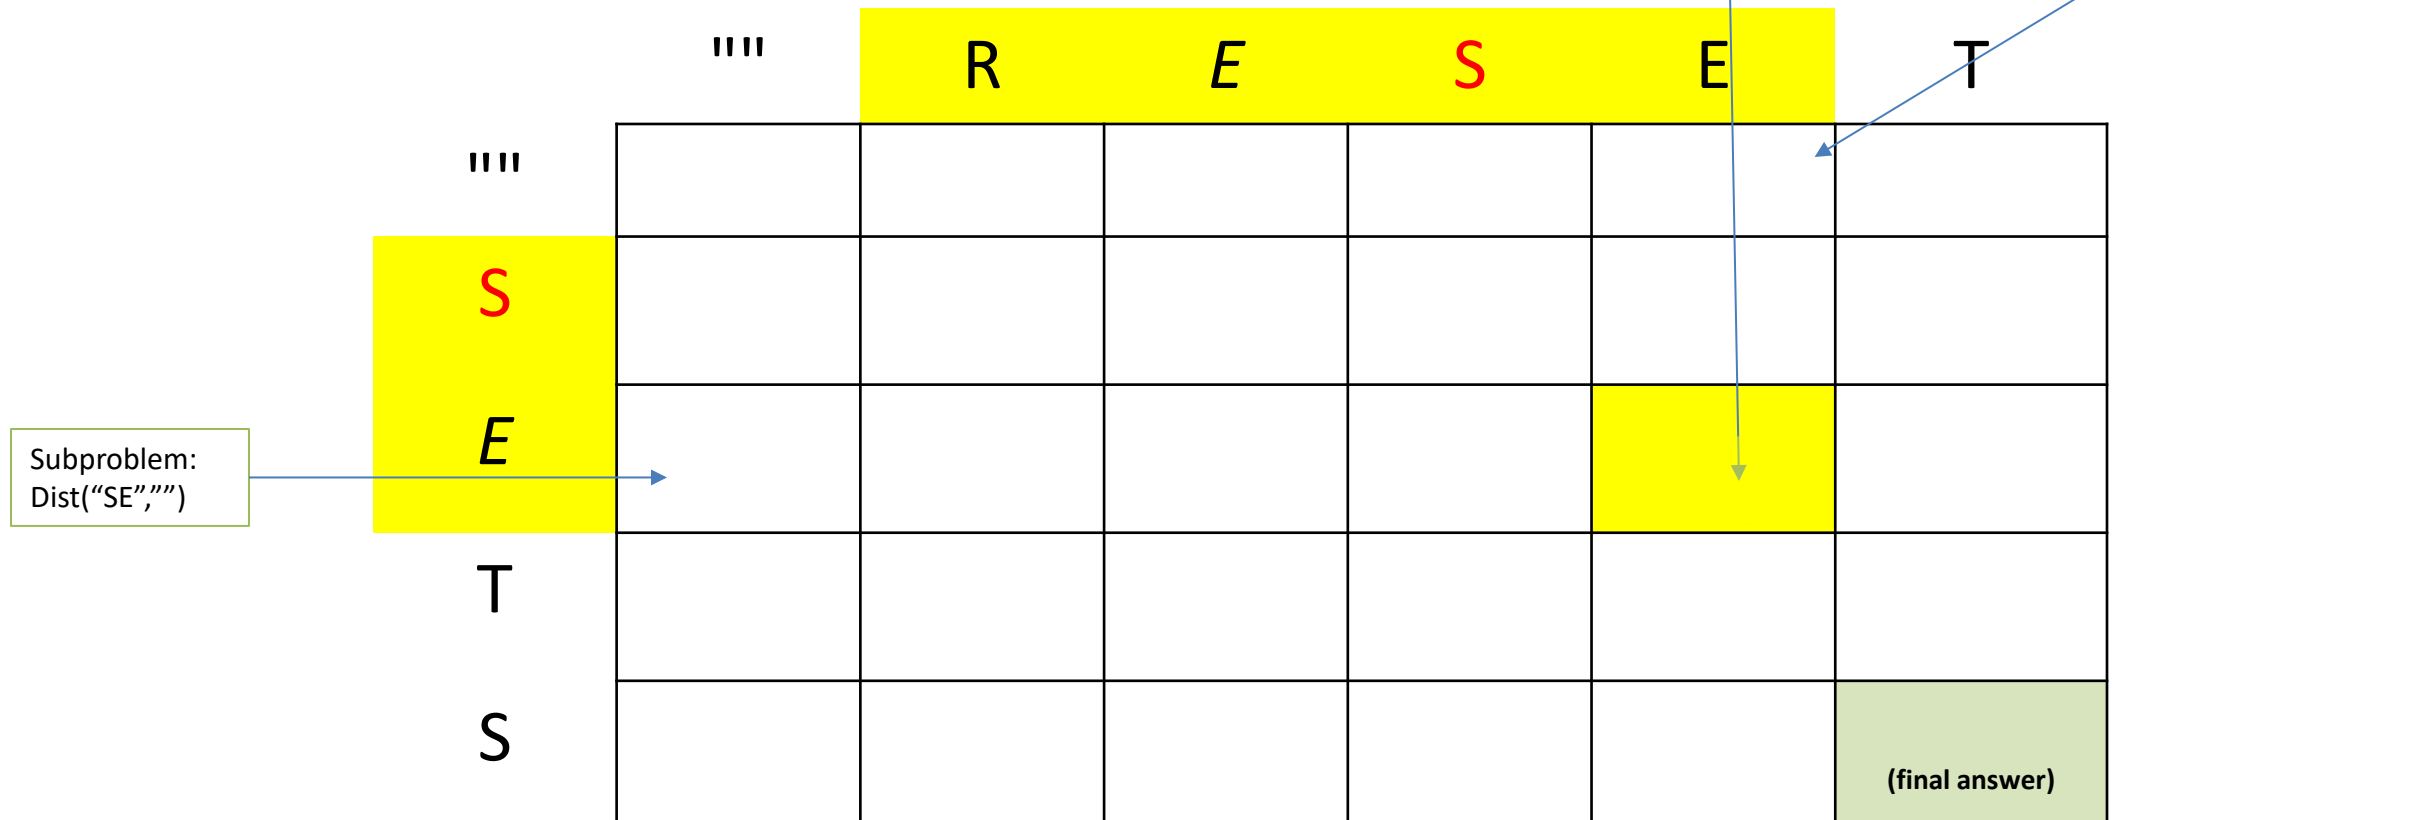 "" R E S E T
""
S
E
Subproblem:
Dist(“SE”,””)
T
S
(final answer)